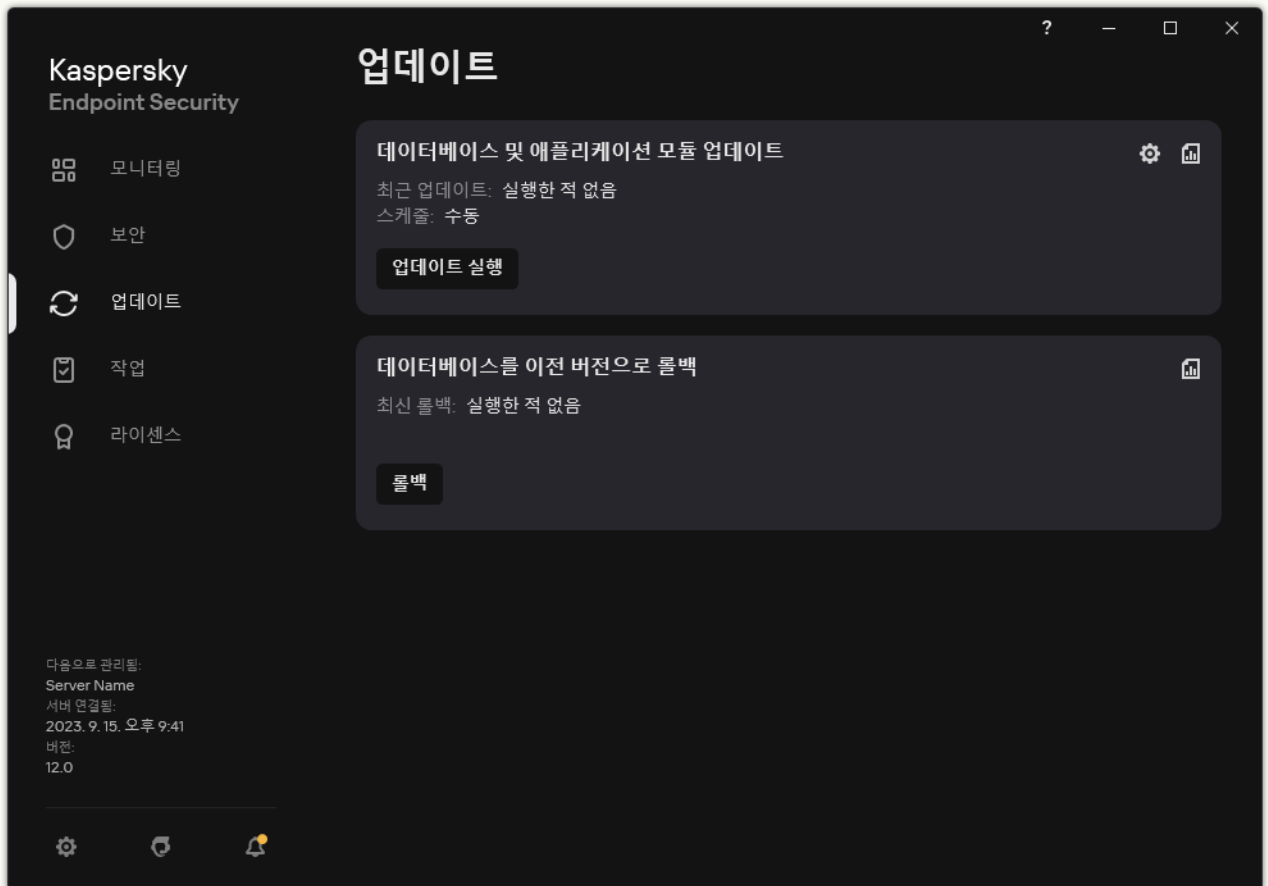 ?
Kaspersky
Endpoint Security
모니터링
보안
업데이트
작업
라이센스
다음으로 관리됨:
Server Name
서버 연결됨:
2023. 9. 15. 오후 9:41
버전:
12.0
업데이트
데이터베이스 및 애플리케이션 모듈 업데이트
최근 업데이트: 실행한 적 없음
스케줄: 수동
업데이트 실행
데이터베이스를 이전 버전으로 롤백
최신 롤백: 실행한 적 없음
롤백